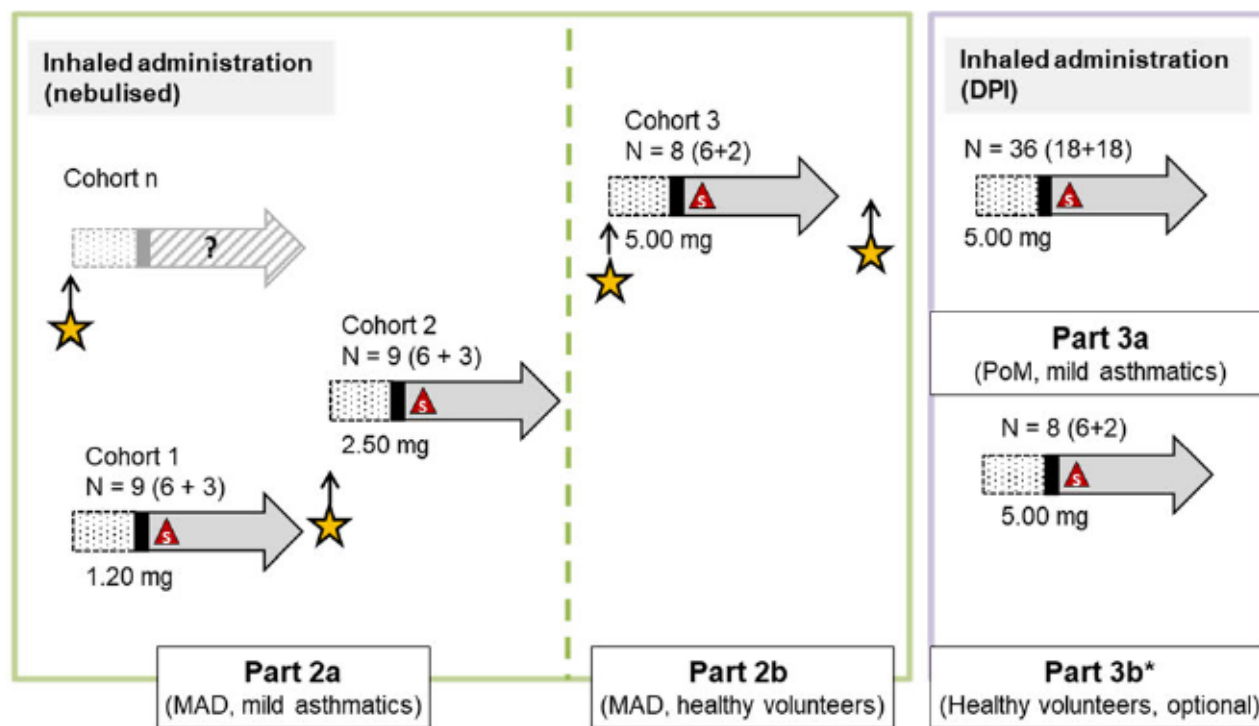 Inhaled administration
(nebulised)
Cohort n
?
Cohort 1
N = 9 (6 + 3)
S
1.20 mg
Cohort 2
N = 9 (6 + 3)
S
2.50 mg
Part 2a
(MAD, mild asthmatics)
Cohort 3
N = 8 (6+2)
S
5.00 mg
Part 2b
(MAD, healthy volunteers)
Inhaled administration
(DPI)
N = 36 (18+18)
S
5.00 mg
Part 3a
(PoM, mild asthmatics)
N = 8 (6+2)
S
5.00 mg
Part 3b*
(Healthy volunteers, optional)